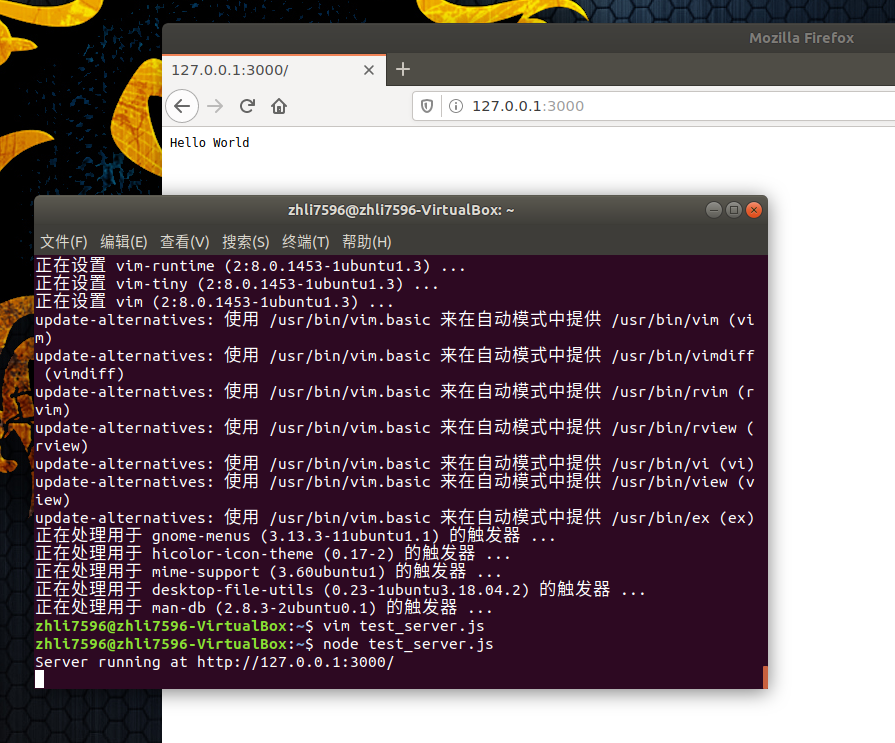 Mozilla Firefox
127.0.0.1:3000/
127.0.0.1:3000
Hello World
zhli7596@zhli7596-VirtualBox: ~
文件(F) 编辑(E) 查看(V) 搜索(S) 终端(T) 帮助(H)
正在设置 vim-runtime (2:8.0.1453-1ubuntu1.3) ...
正在设置 vim-tiny (2:8.0.1453-1ubuntu1.3) ...
正在设置 vim (2:8.0.1453-1ubuntu1.3) ...
update-alternatives: 使用 /usr/bin/vim.basic 来在自动模式中提供 /usr/bin/vim (vi
m)
update-alternatives: 使用 /usr/bin/vim.basic 来在自动模式中提供 /usr/bin/vimdiff
 (vimdiff)
update-alternatives: 使用 /usr/bin/vim.basic 来在自动模式中提供 /usr/bin/rvim (r
vim)
update-alternatives: 使用 /usr/bin/vim.basic 来在自动模式中提供 /usr/bin/rview (
rview)
update-alternatives: 使用 /usr/bin/vim.basic 来在自动模式中提供 /usr/bin/vi (vi)
update-alternatives: 使用 /usr/bin/vim.basic 来在自动模式中提供 /usr/bin/view (v
iew)
update-alternatives: 使用 /usr/bin/vim.basic 来在自动模式中提供 /usr/bin/ex (ex)
正在处理用于 gnome-menus (3.13.3-11ubuntu1.1) 的触发器 ...
正在处理用于 hicolor-icon-theme (0.17-2) 的触发器 ...
正在处理用于 mime-support (3.60ubuntu1) 的触发器 ...
正在处理用于 desktop-file-utils (0.23-1ubuntu3.18.04.2) 的触发器 ...
正在处理用于 man-db (2.8.3-2ubuntu0.1) 的触发器 ...
zhli7596@zhli7596-VirtualBox:~$ vim test_server.js
zhli7596@zhli7596-VirtualBox:~$ node test_server.js
Server running at http://127.0.0.1:3000/